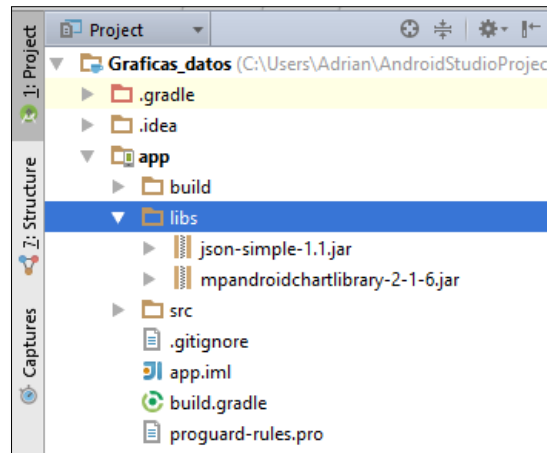 Project
Graficas_datos (C:\Users\Adrian\AndroidStudioProjec
.gradle
.idea
app
build
libs
json-simple-1.1.jar
mpandroidchartlibrary-2-1-6.jar
src
.gitignore
app.iml
build.gradle
proguard-rules.pro
1: Project
7: Structure
Captures